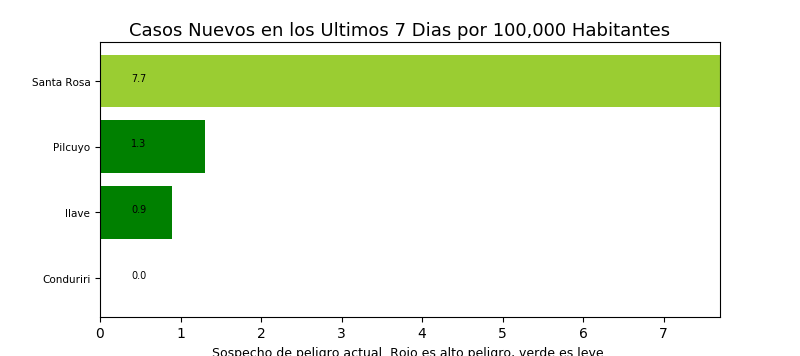 Casos Nuevos en los Ultimos 7 Dias por 100,000 Habitantes
Santa Rosa 7.7
Pilcuyo 1.3
Ilave 0.9
Conduriri 0.0
0 1 2 3 4 5 6 7
Sospecho de peligro actual. Rojo es alto peligro, verde es leve